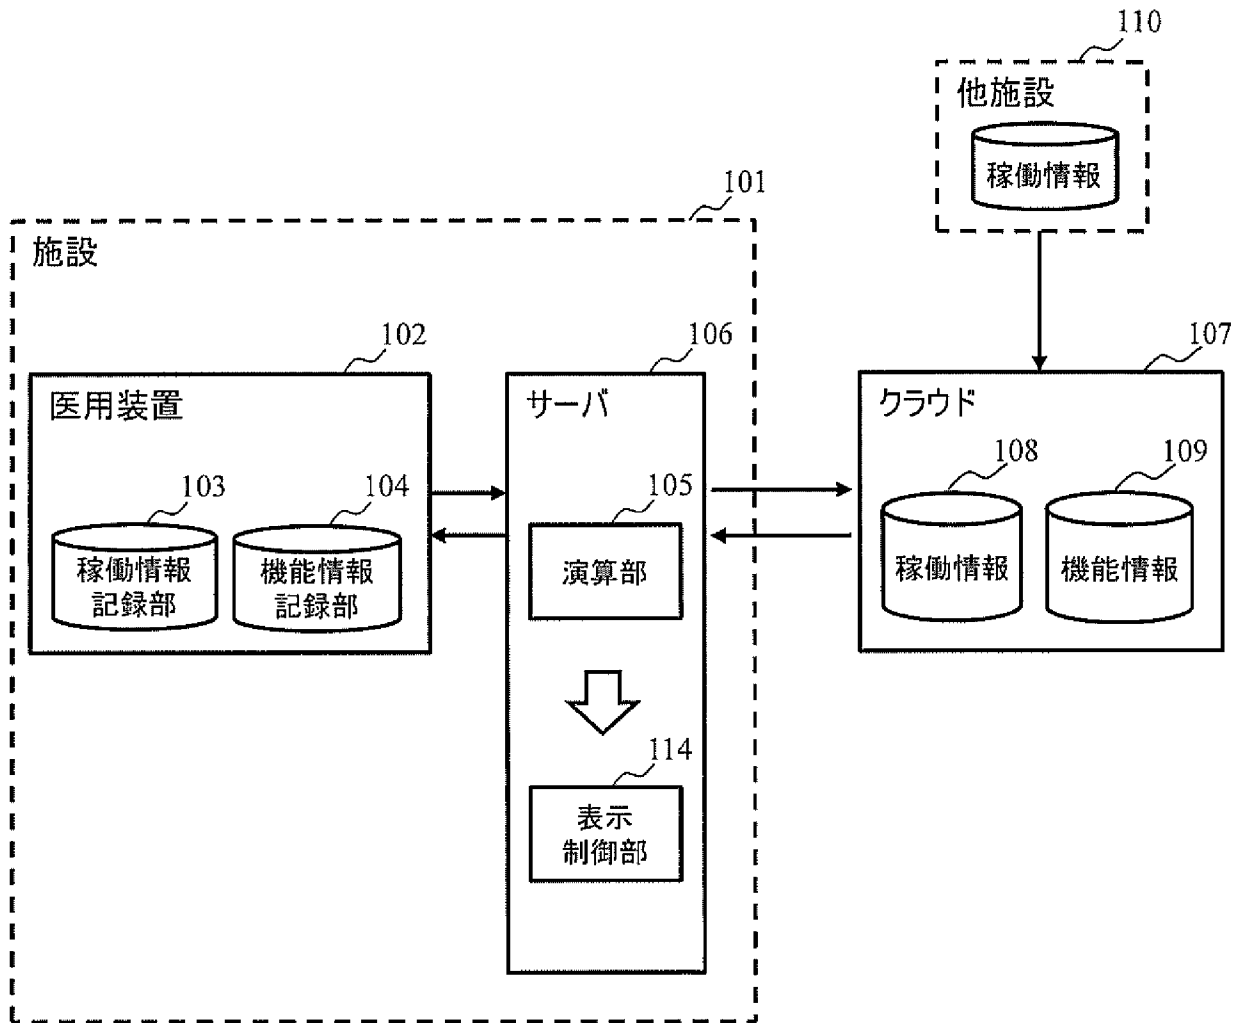 110
他施設
稼働情報
101
施設
102
医用装置
103
稼働情報
記録部
104
機能情報
記録部
106
サーバ
105
演算部
114
表示
制御部
107
クラウド
108
稼働情報
109
機能情報